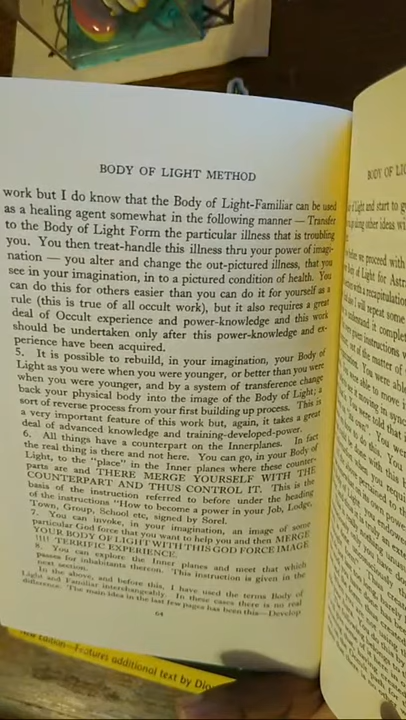 BODY OF LIGHT METHOD
work but I do know that the Body of Light-Familiar can be used
as a healing agent somewhat in the following manner — Transfer
to the Body of Light Form the particular illness that is troubling
you. You then treat-handle this illness thru your power of imagi-
nation — you alter and change the out-pictured illness, that you
see in your imagination, in to a pictured condition of health. You
can do this for others easier than you can do it for yourself as a
rule (this is true of all occult work), but it also requires a great
deal of Occult experience and power-knowledge and this work
should be undertaken only after this power-knowledge and ex-
perience have been acquired.
5. It is possible to rebuild, in your imagination, your Body of
Light as you were when you were younger, or better than you were
when you were younger, and by a system of transference change
back your physical body into the image of the Body of Light; a
sort of reverse process from your first building up process. This is
a very important feature of this work but, again, it takes a great
deal of advanced knowledge and training-developed-power.
6. All things have a counterpart on the Innerplanes. In fact
the real thing is there and not here. You can go, in your Body of
Light, to the "place" in the Inner planes where these counter-
parts are and THERE MERGE YOURSELF WITH THE
COUNTERPART AND THUS CONTROL IT. This is the
basis of the instruction referred to before under the heading
of the instructions "How to become a power in your Job, Lodge,
Town, Group, School etc, signed by Sorel.
7. You can invoke, in your imagination, an image of some
particular God force that you want to help you and then MERGE
YOUR BODY OF LIGHT WITH THIS GOD FORCE IMAGE
!!!! TERRIFIC EXPERIENCE.
8. You can explore the Inner planes and meet that which
passes for inhabitants thereon. This instruction is given in the
next section.
In the above, and before this, I have used the terms Body of
Light and Familiar interchangeably. In these cases there is no real
difference. The main idea in the last few pages has been—Develop
64
Edition—Features additional text by
BODY OF LI